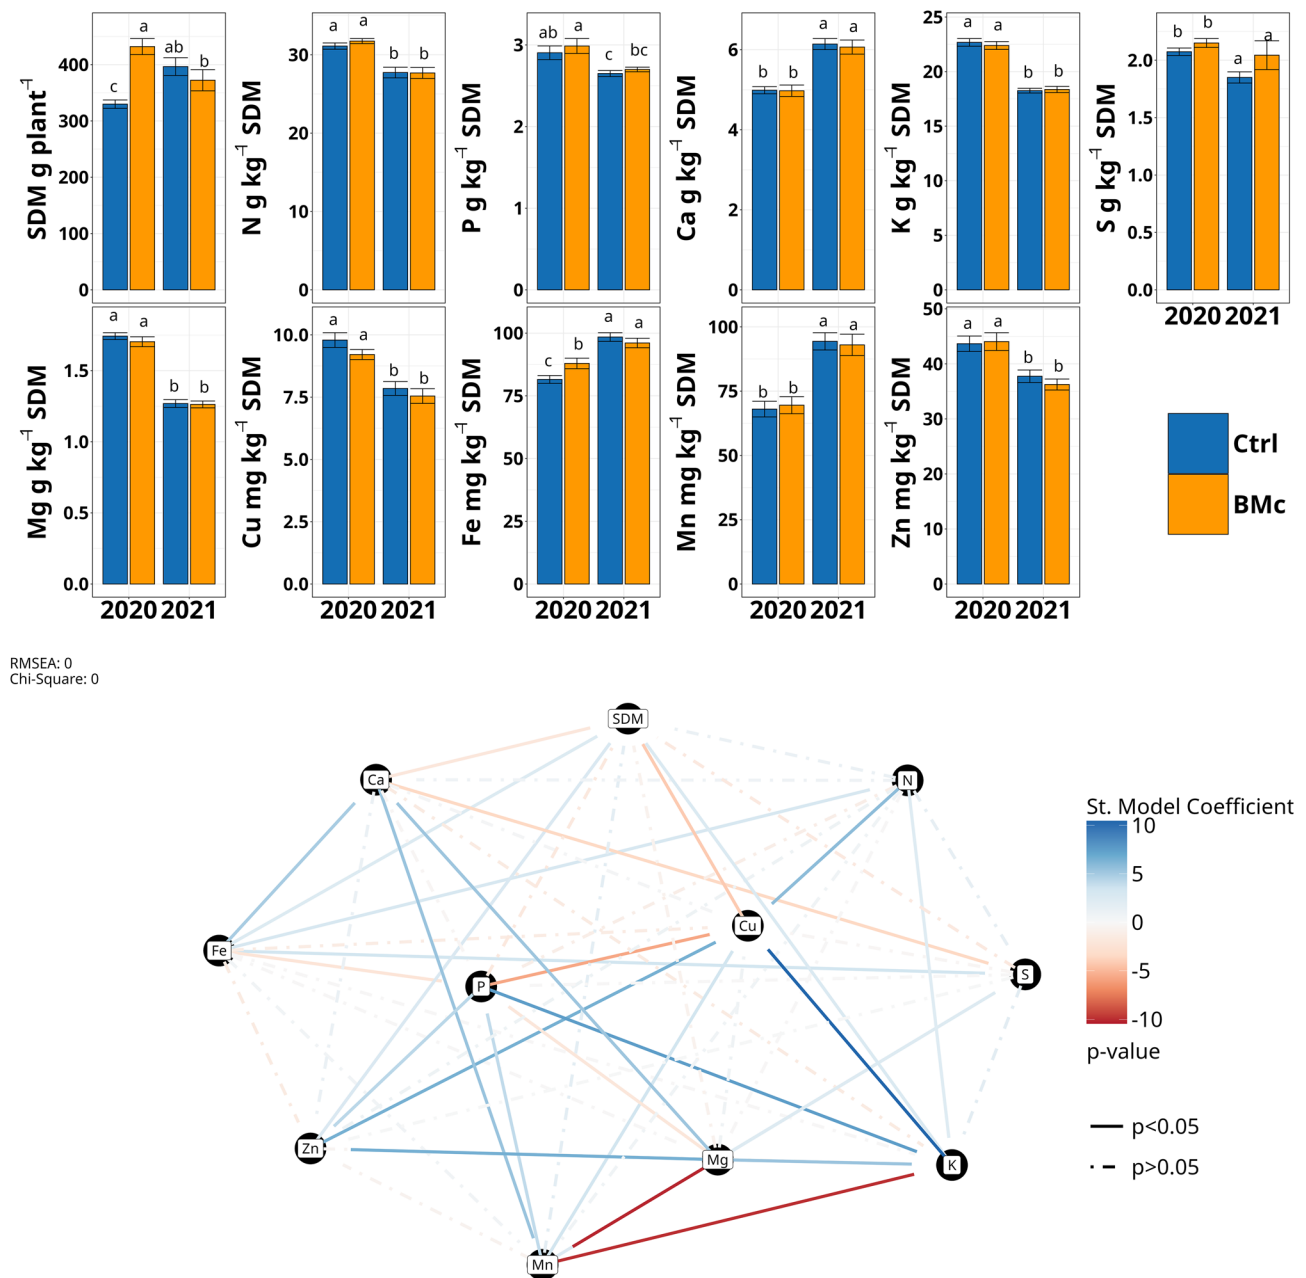 SDM g plant⁻¹
400
300
200
100
0
c
a
ab
b
N g kg⁻¹ SDM
30
20
10
0
a
a
b
b
P g kg⁻¹ SDM
3
2
1
0
ab
a
c
bc
Ca g kg⁻¹ SDM
6
4
2
0
b
b
a
a
K g kg⁻¹ SDM
25
20
15
10
5
0
a
a
b
b
S g kg⁻¹ SDM
2.0
1.5
1.0
0.5
0.0
b
b
a
a
2020 2021
Mg g kg⁻¹ SDM
1.5
1.0
0.5
0.0
a
a
b
b
2020 2021
Cu mg kg⁻¹ SDM
10.0
7.5
5.0
2.5
0.0
a
a
b
b
2020 2021
Fe mg kg⁻¹ SDM
100
75
50
25
0
c
b
a
a
2020 2021
Mn mg kg⁻¹ SDM
100
75
50
25
0
b
b
a
a
2020 2021
Zn mg kg⁻¹ SDM
50
40
30
20
10
0
a
a
b
b
2020 2021
Ctrl
BMc
RMSEA: 0
Chi-Square: 0
SDM
Ca
N
Cu
Fe
S
P
Zn
Mg
K
Mn
St. Model Coefficient
10
5
0
-5
-10
p-value
p<0.05
p>0.05